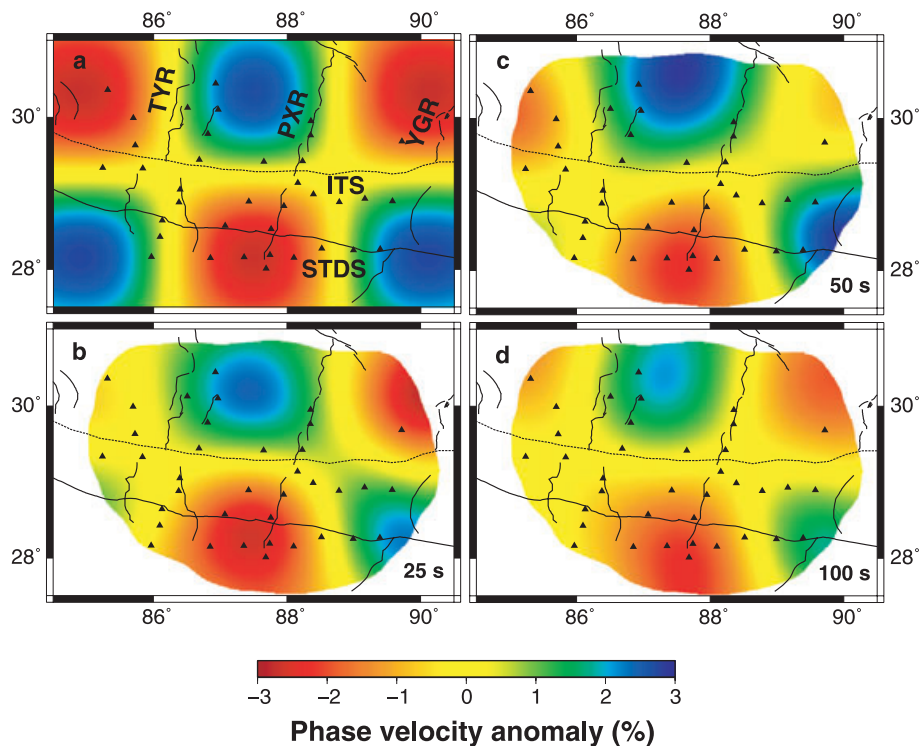 86° 88° 90° 86° 88° 90°
a TYR PXR YGR c
30° 30°
ITS
STDS
28° 28°
50 s
b d
30° 30°
28° 28°
25 s 100 s
86° 88° 90° 86° 88° 90°
−3 −2 −1 0 1 2 3
Phase velocity anomaly (%)